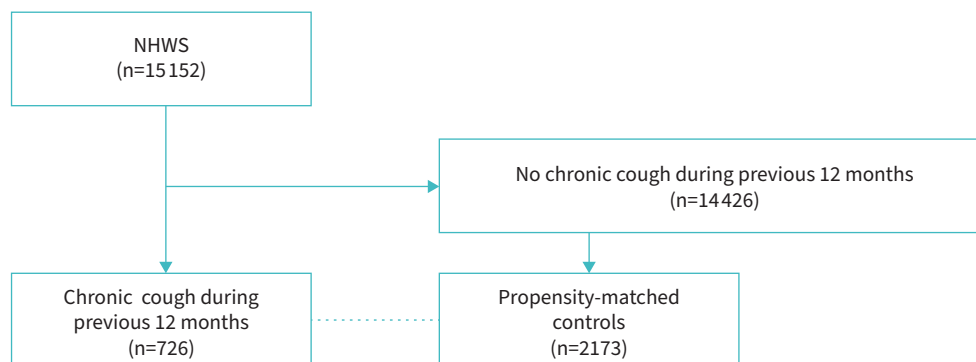 NHWS
(n=15152)
No chronic cough during previous 12 months
(n=14426)
Chronic cough during
previous 12 months
(n=726)
Propensity-matched
controls
(n=2173)